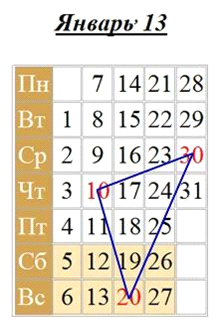 Январь 13
Пн 7 14 21 28
Вт 1 8 15 22 29
Ср 2 9 16 23 30
Чт 3 10 17 24 31
Пт 4 11 18 25
Сб 5 12 19 26
Вс 6 13 20 27